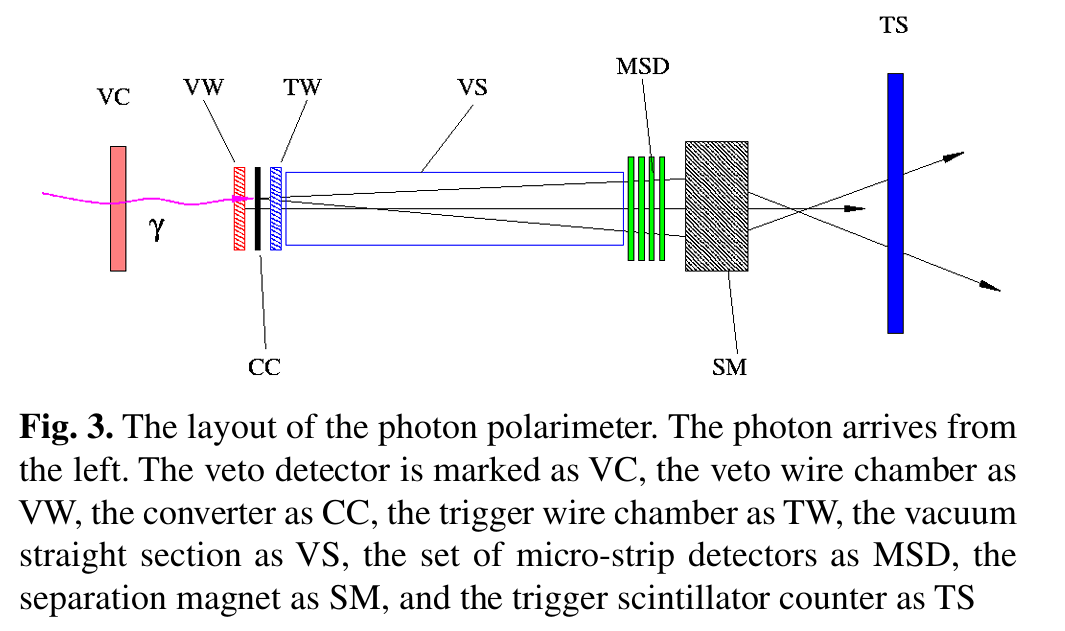 TS
MSD
VW
TW
VS
VC
γ
CC
SM
Fig. 3. The layout of the photon polarimeter. The photon arrives from
the left. The veto detector is marked as VC, the veto wire chamber as
VW, the converter as CC, the trigger wire chamber as TW, the vacuum
straight section as VS, the set of micro-strip detectors as MSD, the
separation magnet as SM, and the trigger scintillator counter as TS